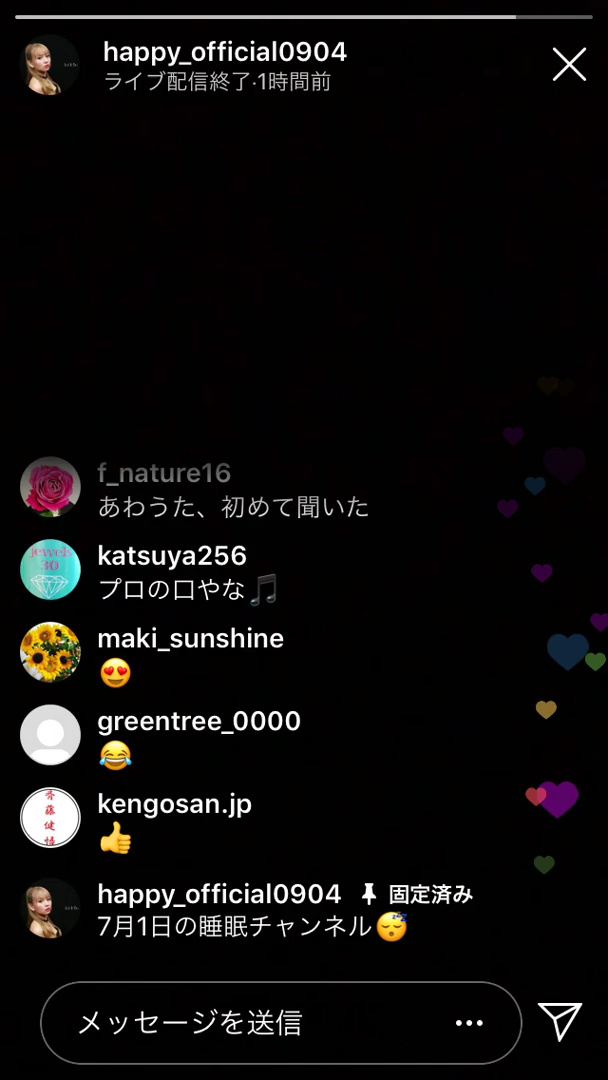 happy_official0904
ライブ配信終了·1時間前
f_nature16
あわうた、初めて聞いた
katsuya256
jewels
30
プロの口やな🎵
maki_sunshine
😍
greentree_0000
😂
kengosan.jp
👍
happy_official0904 📌 固定済み
7月1日の睡眠チャンネル😴
メッセージを送信